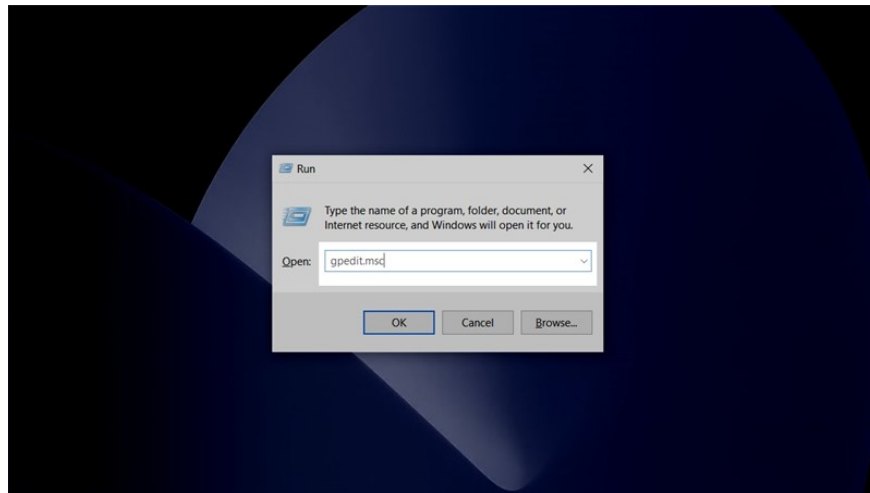 Run
Type the name of a program, folder, document, or
Internet resource, and Windows will open it for you.
Open:
gpedit.msc
OK
Cancel
Browse...